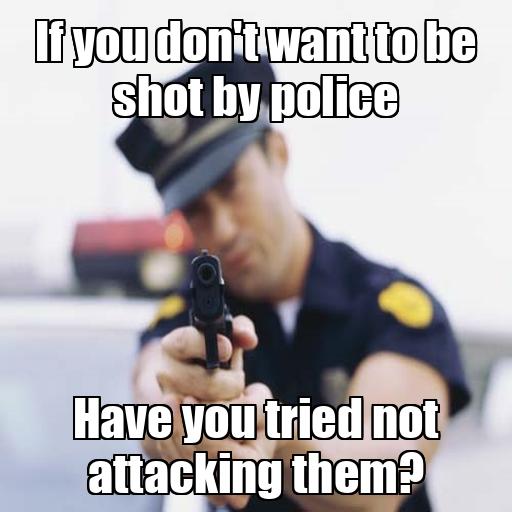 If you don't want to be
shot by police
Have you tried not
attacking them?